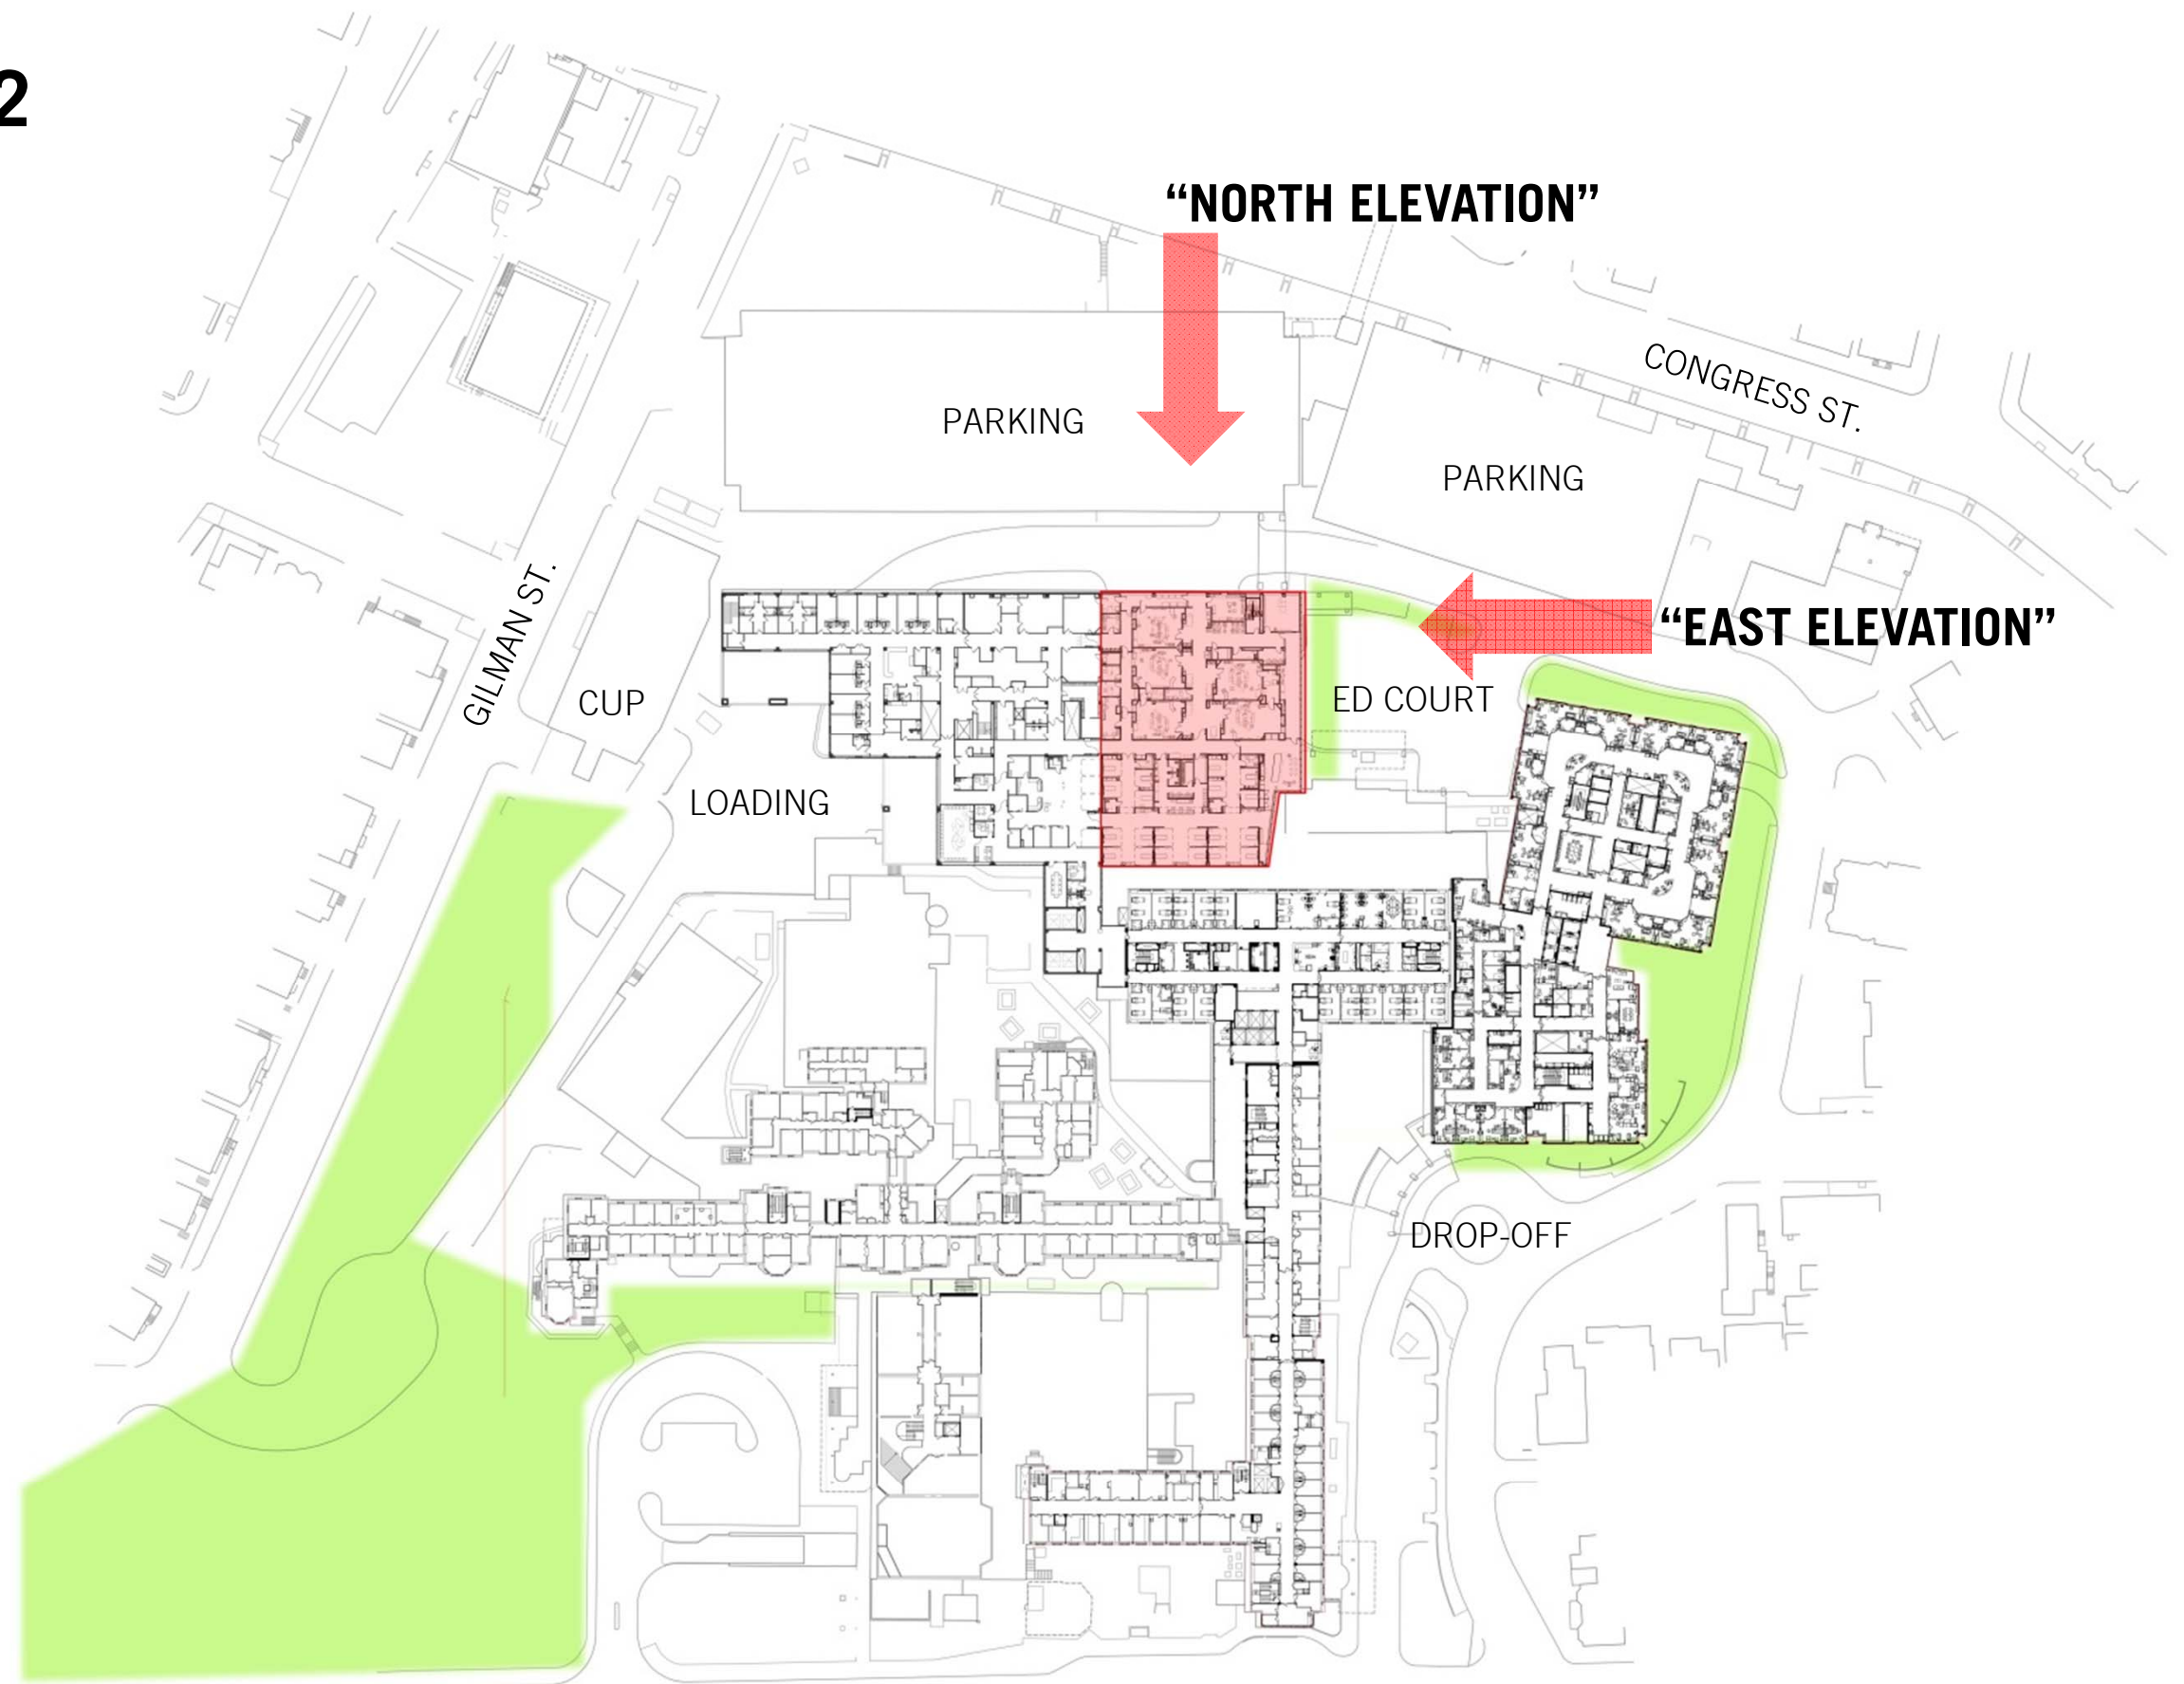 2
“NORTH ELEVATION”
CONGRESS ST.
PARKING
PARKING
“EAST ELEVATION”
GILMAN ST.
CUP
ED COURT
LOADING
DROP-OFF